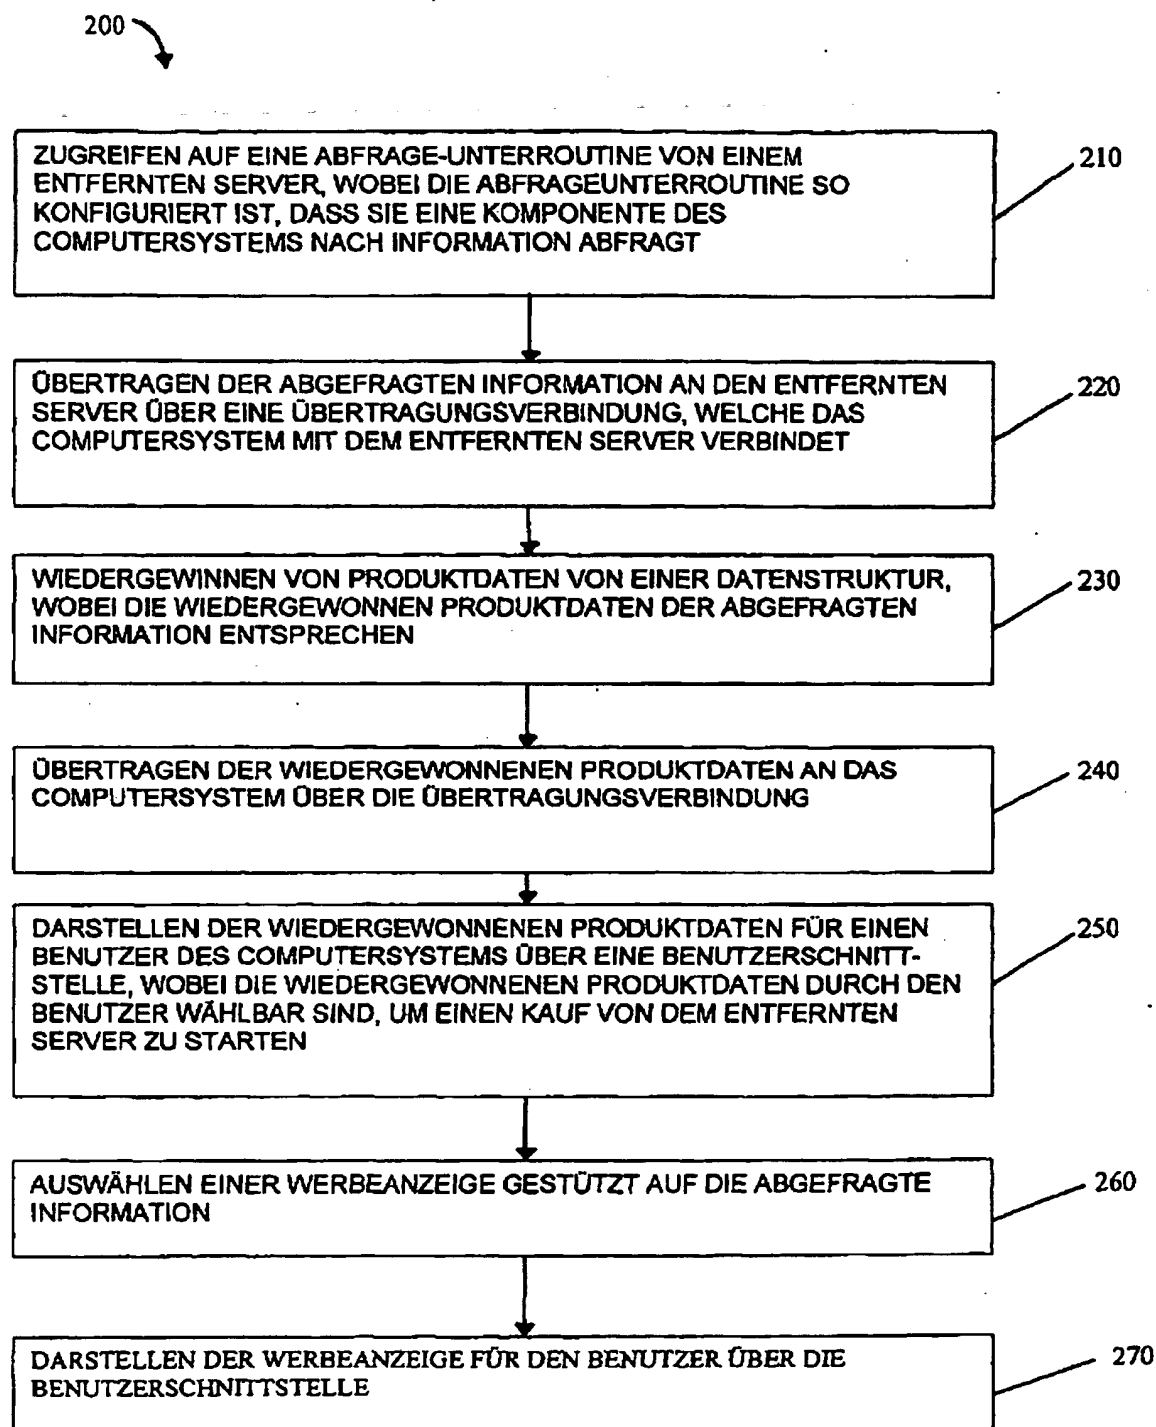 200
ZUGREIFEN AUF EINE ABFRAGE-UNTERROUTINE VON EINEM
ENTFERNTEN SERVER, WOBEI DIE ABFRAGEUNTERROUTINE SO
KONFIGURIERT IST, DASS SIE EINE KOMPONENTE DES
COMPUTERSYSTEMS NACH INFORMATION ABFRAGT
210
ÜBERTRAGEN DER ABGEFRAGTEN INFORMATION AN DEN ENTFERNTEN
SERVER ÜBER EINE ÜBERTRAGUNGSVERBINDUNG, WELCHE DAS
COMPUTERSYSTEM MIT DEM ENTFERNTEN SERVER VERBINDET
220
WIEDERGEWINNEN VON PRODUKTDATEN VON EINER DATENSTRUKTUR,
WOBEI DIE WIEDERGEWONNEN PRODUKTDATEN DER ABGEFRAGTEN
INFORMATION ENTSPRECHEN
230
ÜBERTRAGEN DER WIEDERGEWONNENEN PRODUKTDATEN AN DAS
COMPUTERSYSTEM ÜBER DIE ÜBERTRAGUNGSVERBINDUNG
240
DARSTELLEN DER WIEDERGEWONNENEN PRODUKTDATEN FÜR EINEN
BENUTZER DES COMPUTERSYSTEMS ÜBER EINE BENUTZERSCHNITT-
STELLE, WOBEI DIE WIEDERGEWONNENEN PRODUKTDATEN DURCH DEN
BENUTZER WÄHLBAR SIND, UM EINEN KAUF VON DEM ENTFERNTEN
SERVER ZU STARTEN
250
AUSWÄHLEN EINER WERBEANZEIGE GESTÜTZT AUF DIE ABGEFRAGTE
INFORMATION
260
DARSTELLEN DER WERBEANZEIGE FÜR DEN BENUTZER ÜBER DIE
BENUTZERSCHNITTSTELLE
270